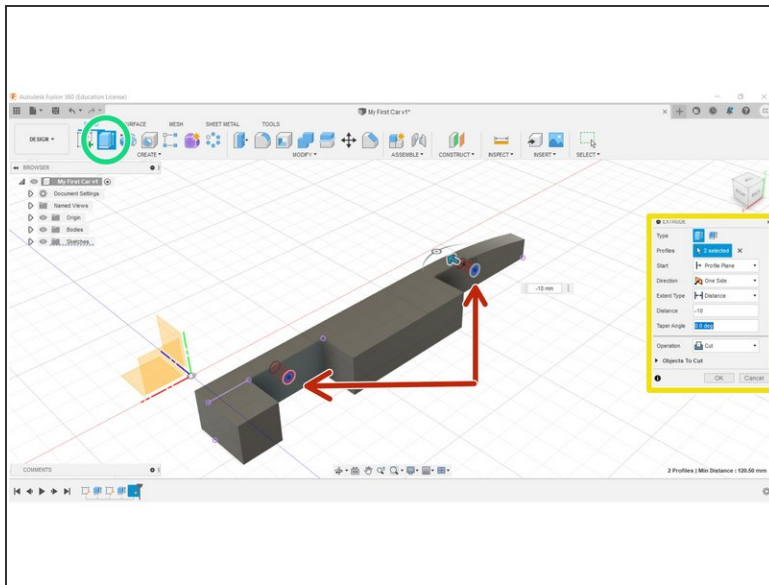 Autodesk Fusion 360 (Education License)
My First Car v1*
SURFACE MESH SHEET METAL TOOLS
DESIGN
CREATE MODIFY ASSEMBLE CONSTRUCT INSPECT INSERT SELECT
BROWSER
My First Car v1
Document Settings
Named Views
Origin
Bodies
Sketches
EXTRUDE
Type
Profiles 2 selected
Start Profile Plane
Direction One Side
Extent Type Distance
Distance -10
Taper Angle 0.0 deg
Operation Cut
Objects To Cut
OK Cancel
-10 mm
COMMENTS
2 Profiles | Min Distance : 120.50 mm